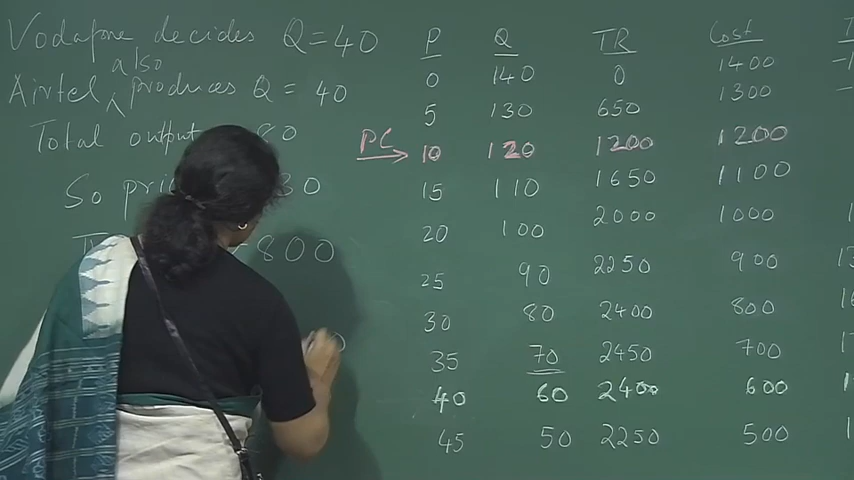 Vodafone decides Q = 40
also
Airtel ^ produces Q = 40
Total output 80
So pri 30
800
PC →
P Q TR Cost
0 140 0 1400
5 130 650 1300
10 120 1200 1200
15 110 1650 1100
20 100 2000 1000
25 90 2250 900
30 80 2400 800
35 70 2450 700
40 60 2400 600
45 50 2250 500